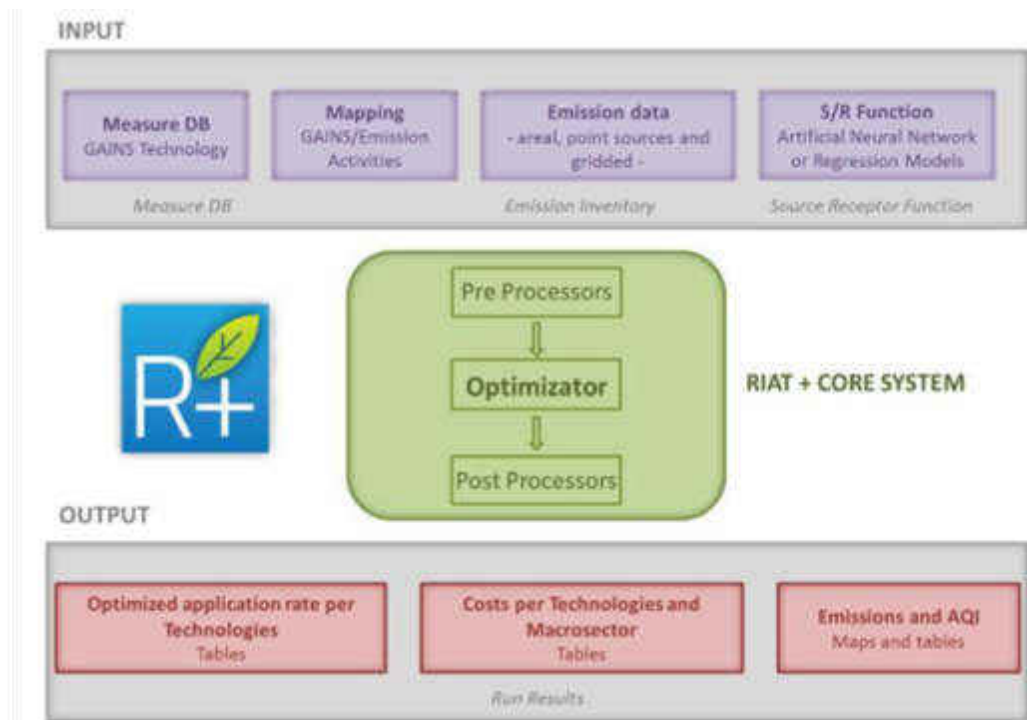 INPUT
Measure DB
GAINS Technology
Mapping
GAINS/Emission
Activities
Emission data
- areal, point sources and
gridded -
S/R Function
Artificial Neural Network
or Regression Models
Measure DB
Emission Inventory
Source Receptor Function
Pre Processors
Optimizator
Post Processors
R+
RIAT + CORE SYSTEM
OUTPUT
Optimized application rate per
Technologies
Tables
Costs per Technologies and
Macrosector
Tables
Emissions and AQI
Maps and tables
Run Results